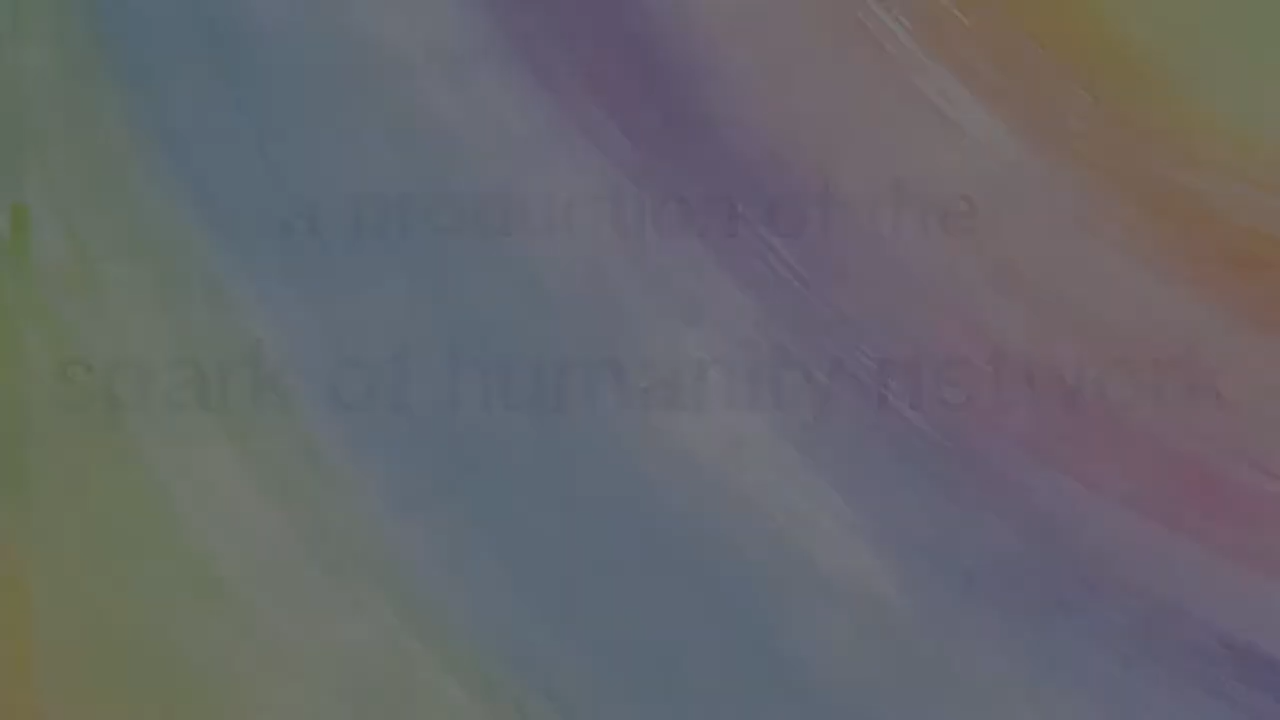 a production of the
spark of humanity network